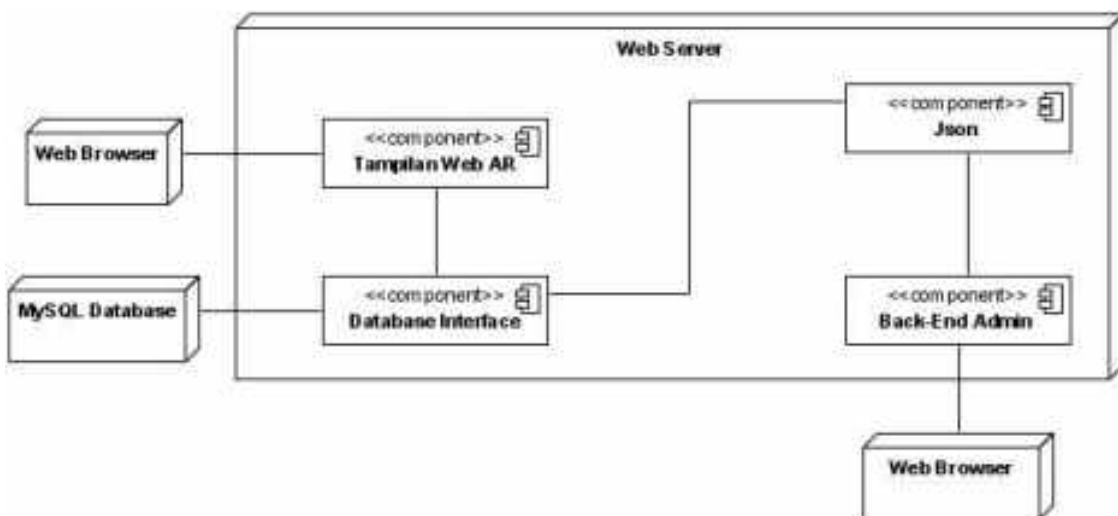 Web Server
<<component>>
Json
<<component>>
Tampilan Web AR
Web Browser
<<component>>
Database Interface
MySQL Database
<<component>>
Back-End Admin
Web Browser